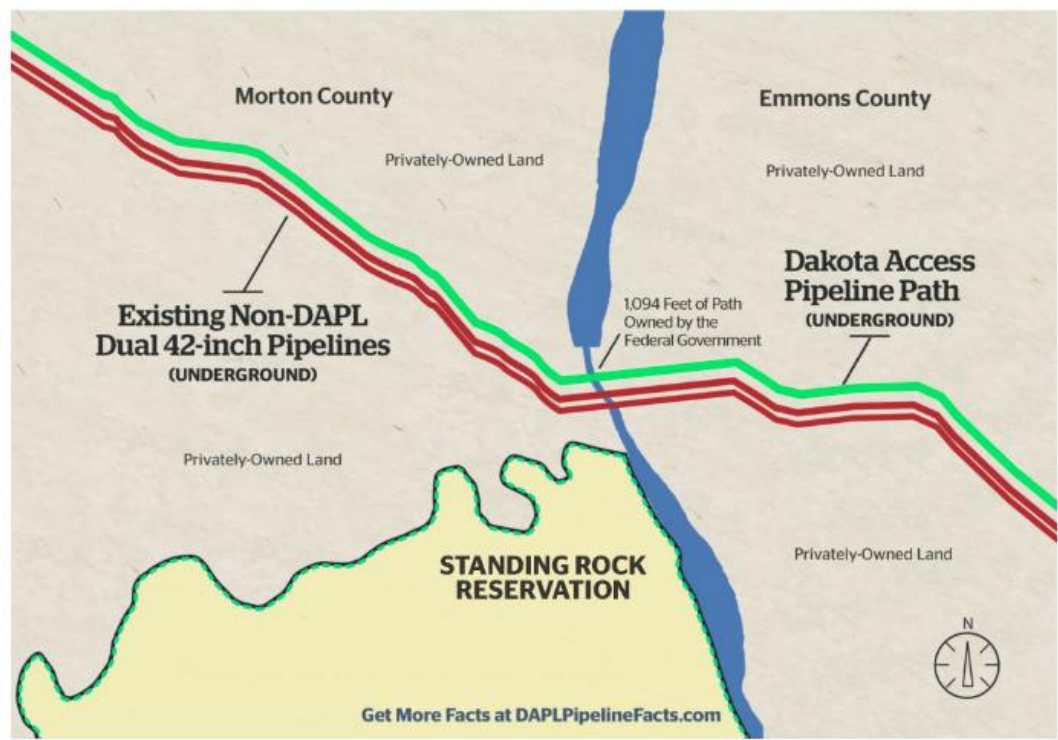 Morton County
Emmons County
Privately-Owned Land
Privately-Owned Land
Dakota Access
Pipeline Path
(UNDERGROUND)
1,094 Feet of Path
Owned by the
Federal Government
Existing Non-DAPL
Dual 42-inch Pipelines
(UNDERGROUND)
Privately-Owned Land
STANDING ROCK
RESERVATION
Privately-Owned Land
N
Get More Facts at DAPLPipelineFacts.com